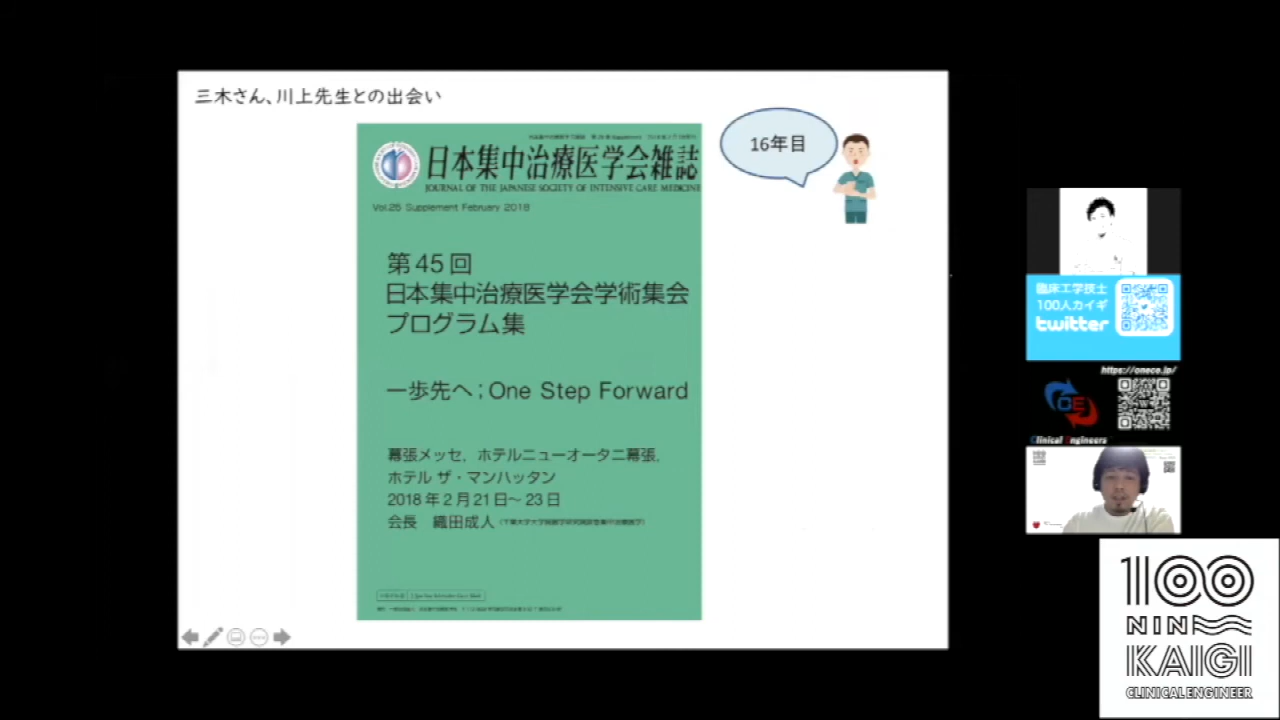 三木さん、川上先生との出会い
16年目
日本集中治療医学会雑誌
JOURNAL OF THE JAPANESE SOCIETY OF INTENSIVE CARE MEDICINE
Vol.25 Supplement February 2018
第45回
日本集中治療医学会学術集会
プログラム集
一歩先へ；One Step Forward
幕張メッセ，ホテルニューオータニ幕張，
ホテル ザ・マンハッタン
2018年2月21日～23日
会長 織田成人
臨床工学技士
100人カイギ
twitter
https://onece.jp/
CE
Clinical Engineers
100
NIN
KAIGI
CLINICAL ENGINEER